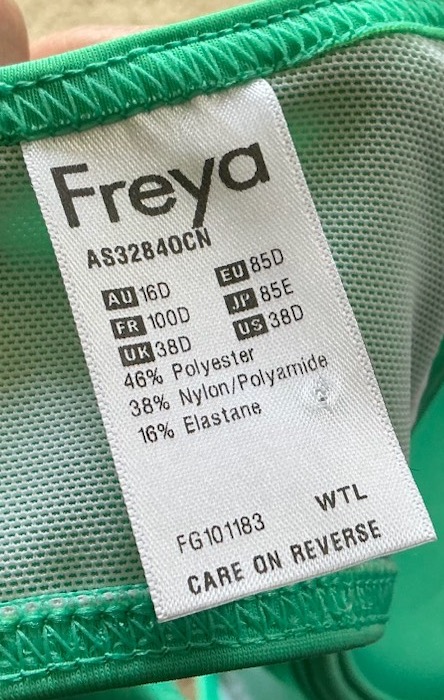 Freya
AS32840CN
AU 16D EU 85D
FR 100D JP 85E
UK 38D US 38D
46% Polyester
38% Nylon/Polyamide
16% Elastane
FG101183 WTL
CARE ON REVERSE